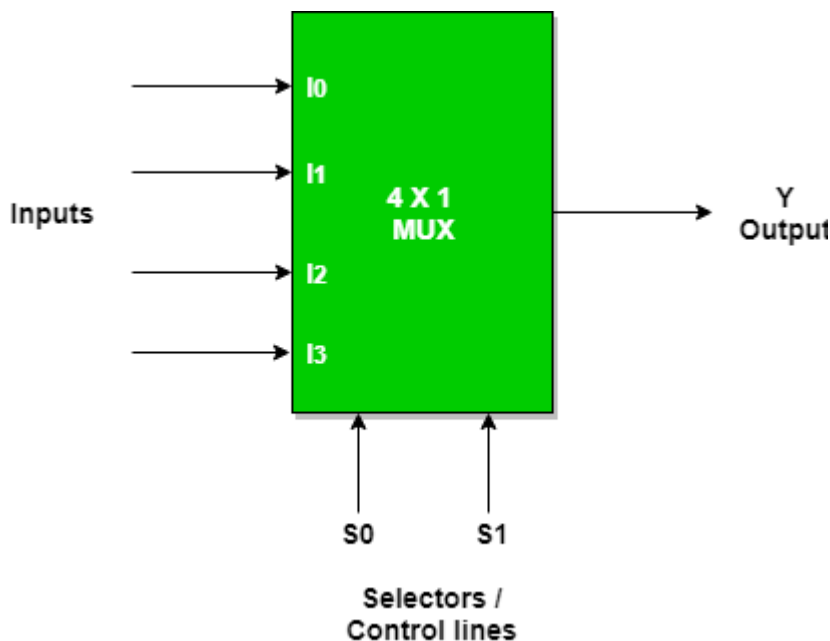 I0
I1
Inputs
4 X 1
MUX
Y
Output
I2
I3
S0
S1
Selectors /
Control lines